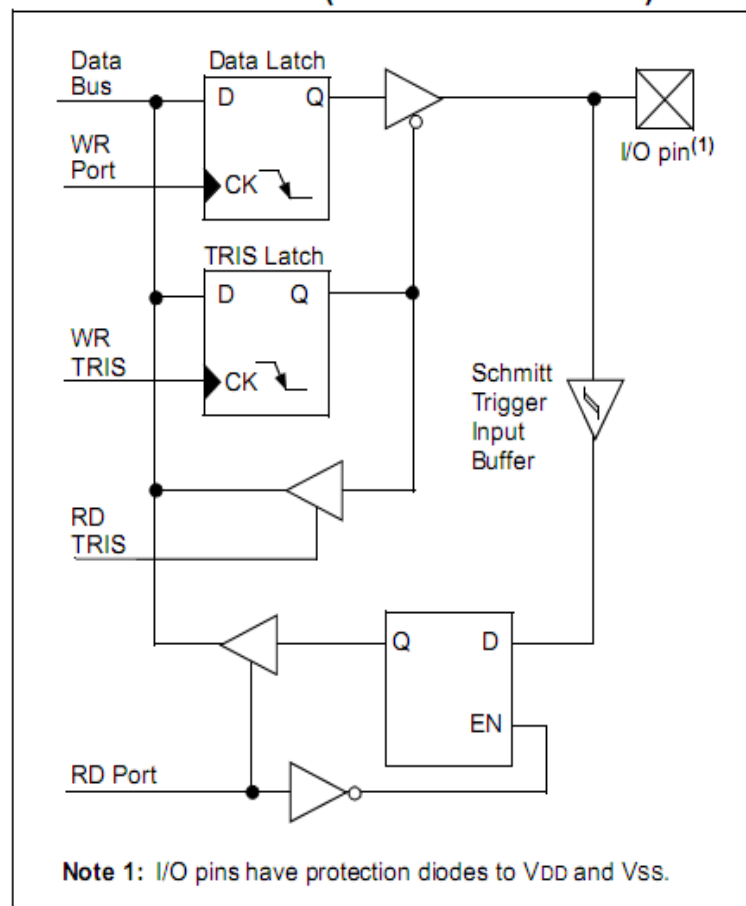 Data
Bus
Data Latch
D
Q
WR
Port
CK
I/O pin(1)
TRIS Latch
D
Q
WR
TRIS
CK
Schmitt
Trigger
Input
Buffer
RD
TRIS
Q
D
EN
RD Port
Note 1: I/O pins have protection diodes to VDD and VSS.